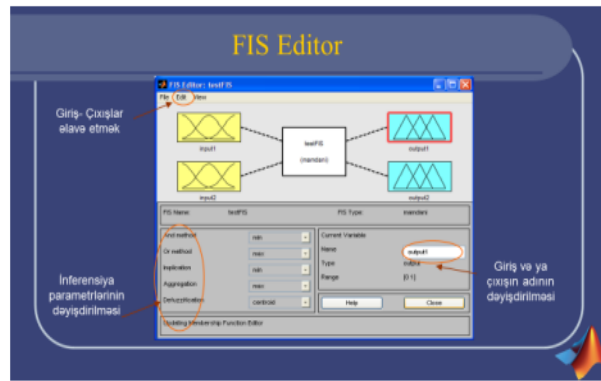 FIS Editor
FIS Editor: testFIS
File Edit View
Giriş- Çıxışlar
əlavə etmək
input1
input2
testFIS
(mamdani)
output1
output2
FIS Name: testFIS
FIS Type: mamdani
And method min
Or method max
Implication min
Aggregation max
Defuzzification centroid
Current Variable
Name output1
Type output
Range [0 1]
Help Close
Updating Membership Function Editor
İnferensiya
parametrlərinin
dəyişdirilməsi
Giriş və ya
çıxışın adının
dəyişdirilməsi